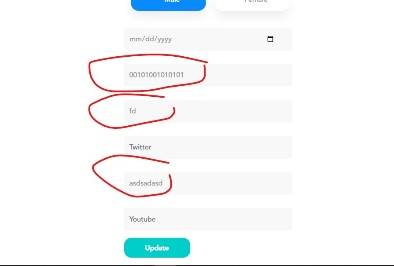 Male Female
mm/dd/yyyy
00101001010101
fd
Twitter
asdsadasd
Youtube
Update